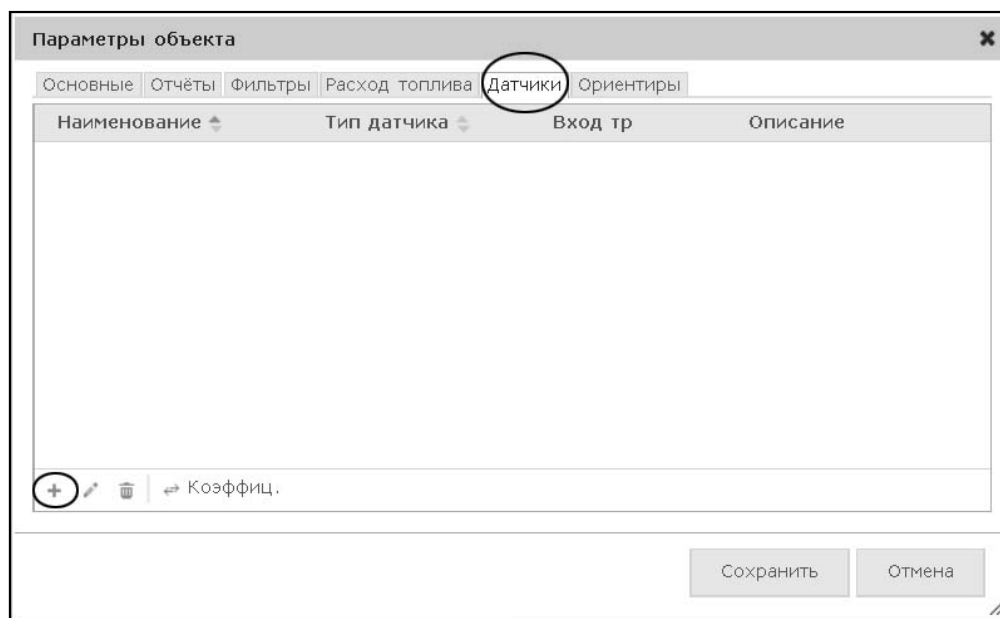 Параметры объекта
Основные Отчёты Фильтры Расход топлива Датчики Ориентиры
Наименование Тип датчика Вход тр Описание
Коэффиц.
Сохранить Отмена